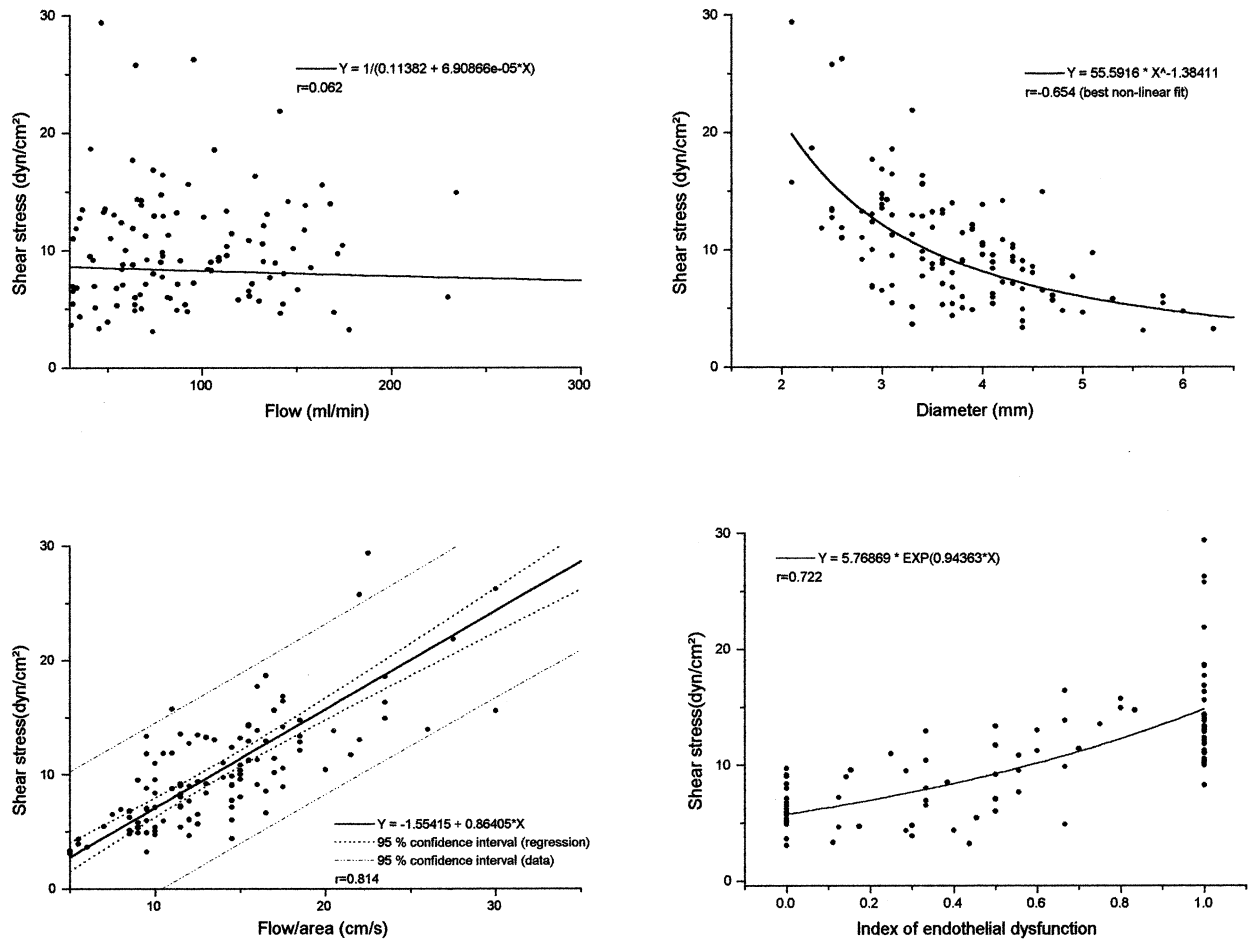 30
20
10
0
Shear stress (dyn/cm²)
Y = 1/(0.11382 + 6.90866e-05*X)
r=0.062
100
200
300
Flow (ml/min)
30
20
10
0
Shear stress (dyn/cm²)
Y = 55.5916 * X^-1.38411
r=-0.654 (best non-linear fit)
2
3
4
5
6
Diameter (mm)
30
20
10
0
Shear stress(dyn/cm²)
Y = -1.55415 + 0.86405*X
95 % confidence interval (regression)
95 % confidence interval (data)
r=0.814
10
20
30
Flow/area (cm/s)
30
20
10
0
Shear stress(dyn/cm²)
Y = 5.76869 * EXP(0.94363*X)
r=0.722
0.0
0.2
0.4
0.6
0.8
1.0
Index of endothelial dysfunction